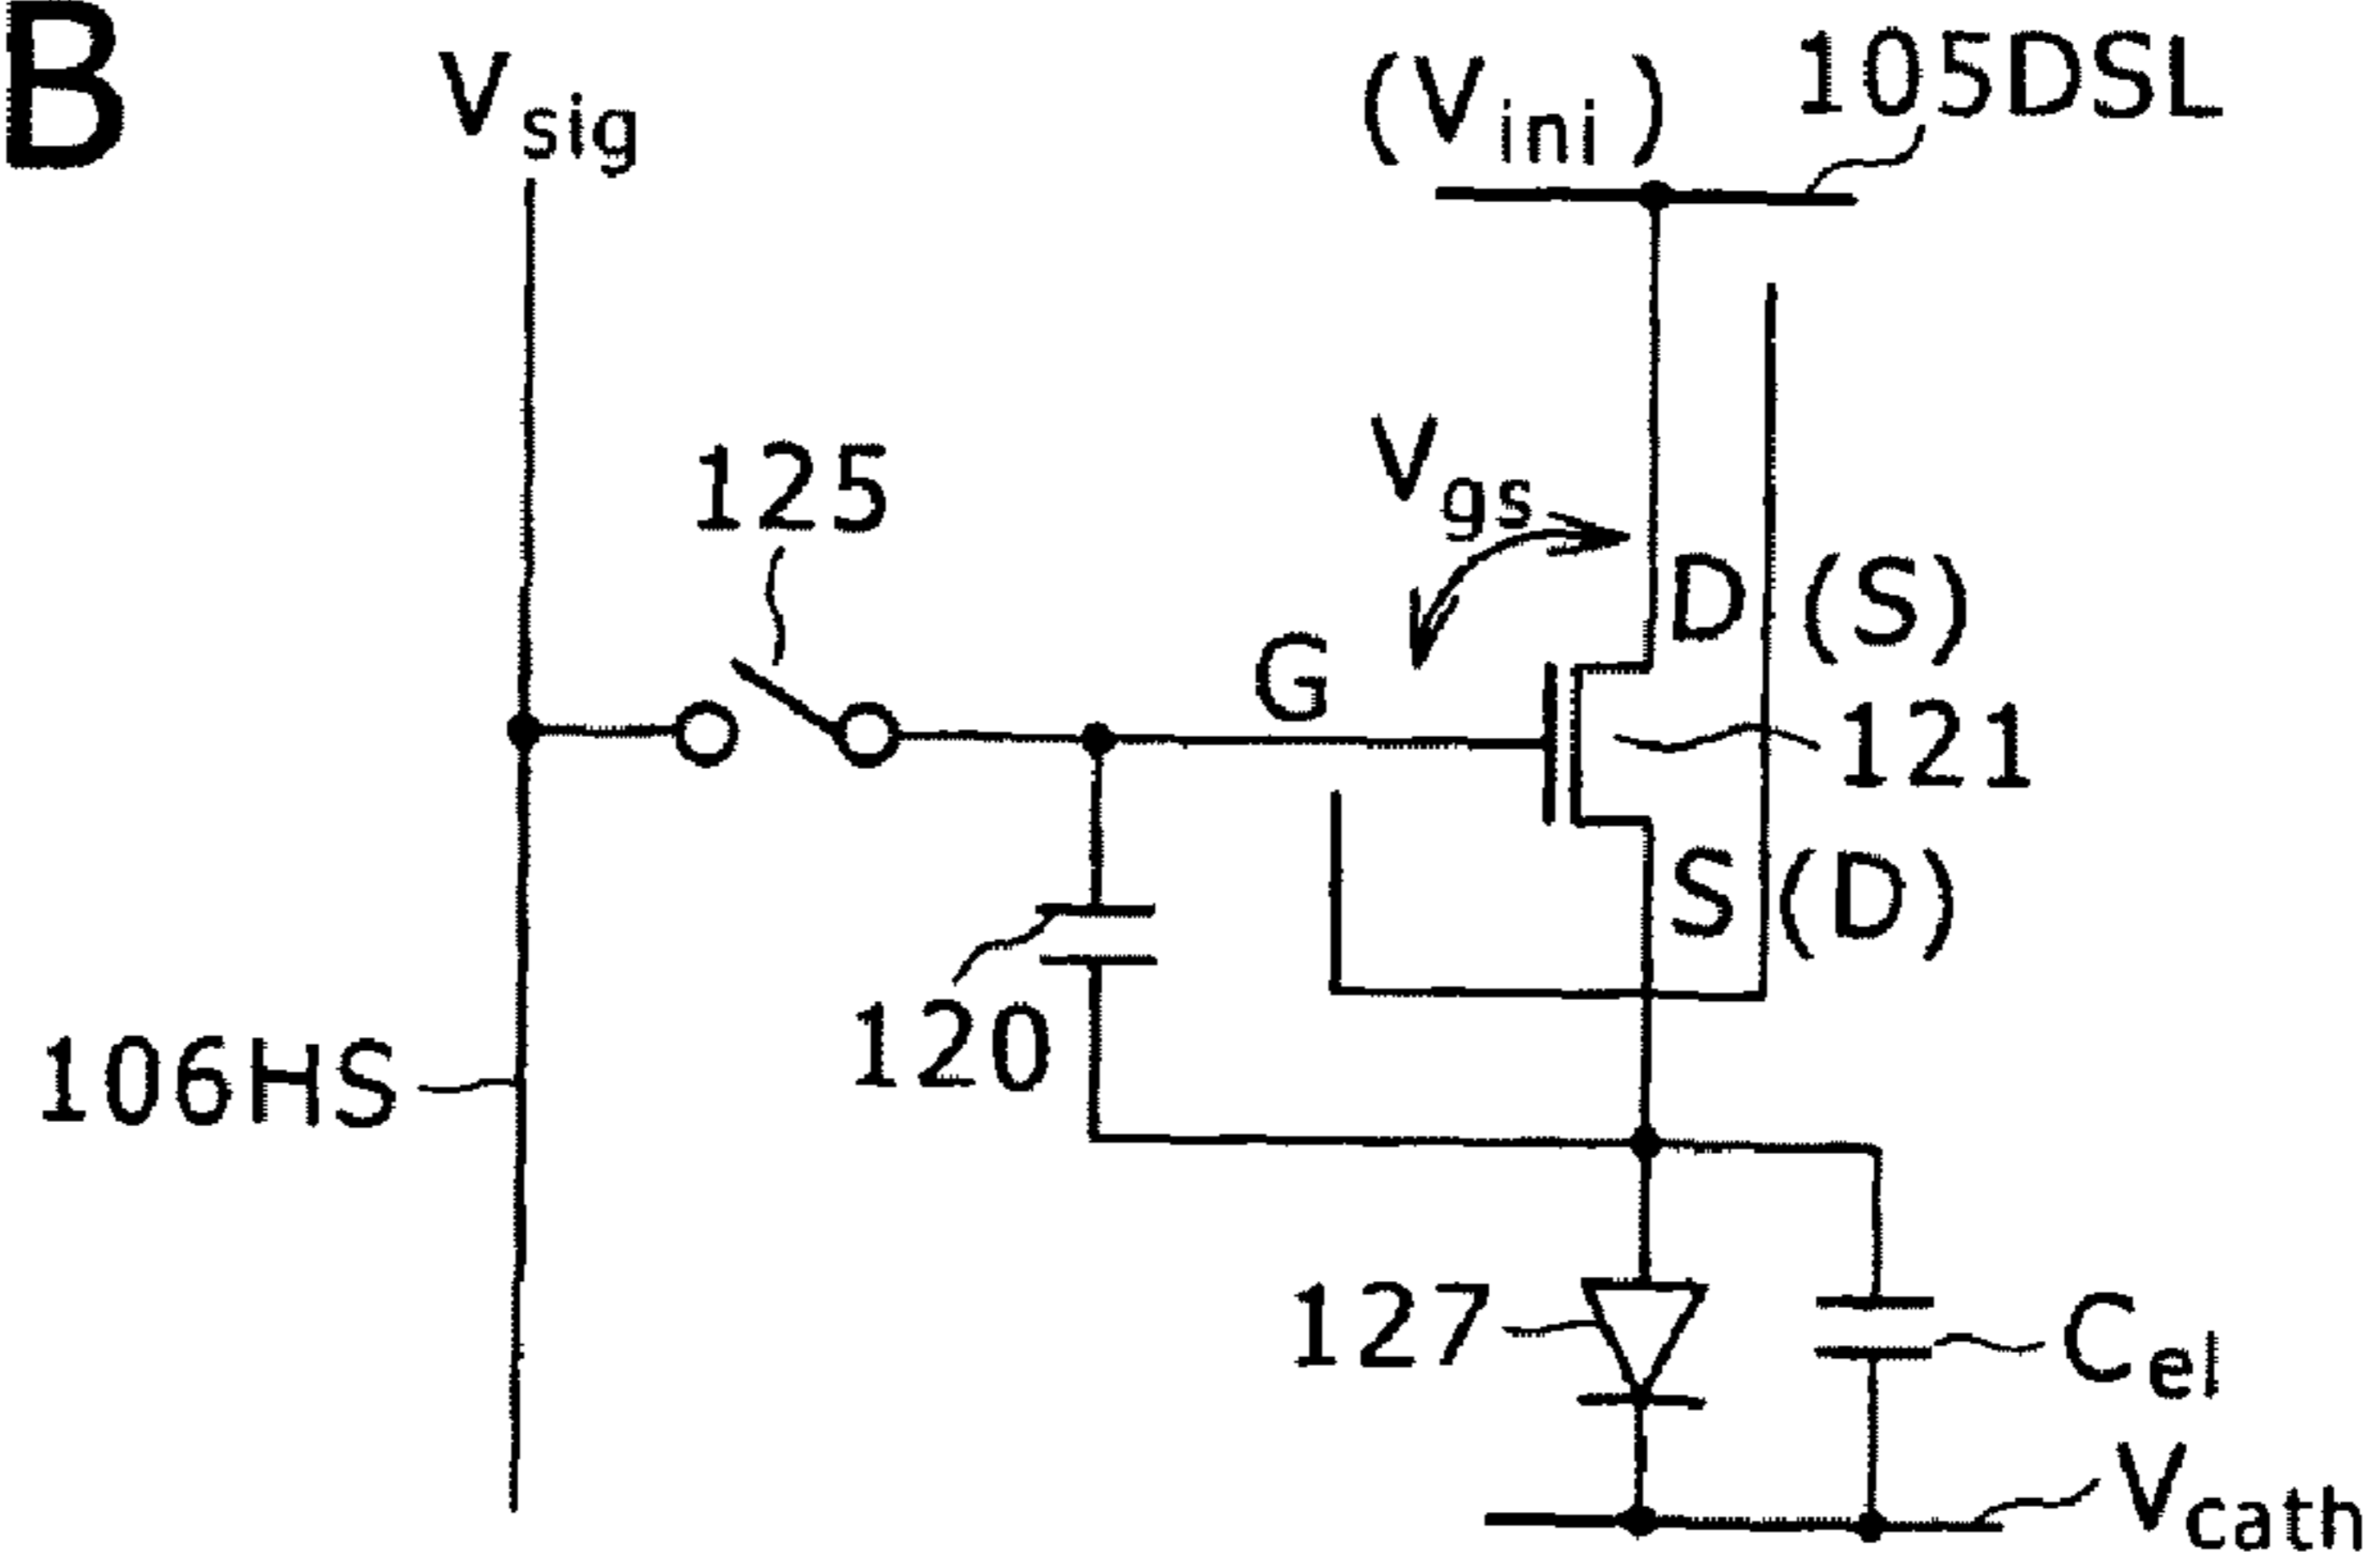 B
Vsig
(Vini)
105DSL
125
Vgs
D (S)
G
121
S (D)
120
106HS
127
Cel
Vcath